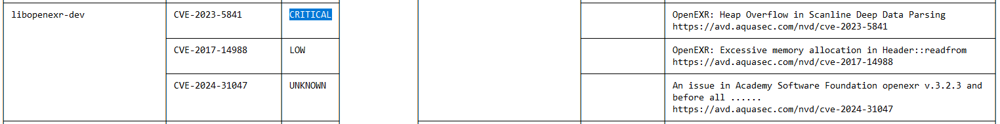 libopenexr-dev CVE-2023-5841 CRITICAL OpenEXR: Heap Overflow in Scanline Deep Data Parsing
https://avd.aquasec.com/nvd/cve-2023-5841
CVE-2017-14988 LOW OpenEXR: Excessive memory allocation in Header::readfrom
https://avd.aquasec.com/nvd/cve-2017-14988
CVE-2024-31047 UNKNOWN An issue in Academy Software Foundation openexr v.3.2.3 and
before all ......
https://avd.aquasec.com/nvd/cve-2024-31047